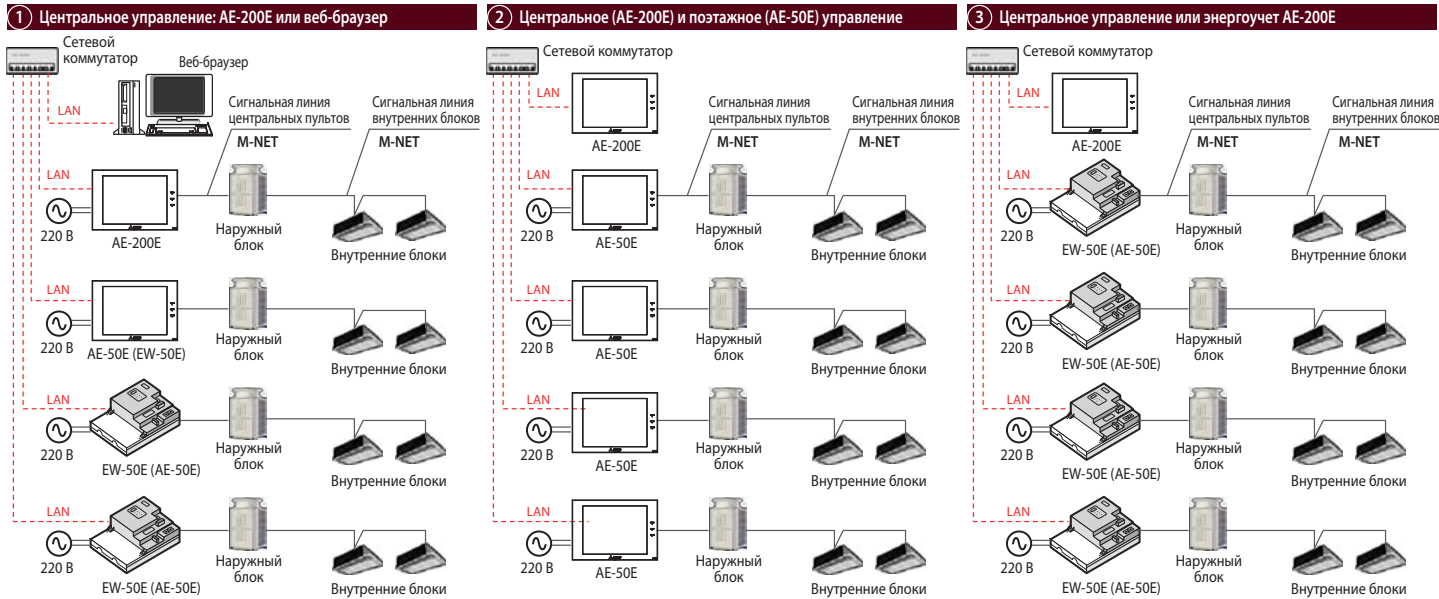 1 Центральное управление: AE-200E или веб-браузер
Сетевой
коммутатор
Веб-браузер
LAN
Сигнальная линия
центральных пультов
M-NET
Сигнальная линия
внутренних блоков
M-NET
LAN
220 В
AE-200E
Наружный
блок
Внутренние блоки
LAN
220 В
AE-50E (EW-50E)
Наружный
блок
Внутренние блоки
LAN
220 В
EW-50E (AE-50E)
Наружный
блок
Внутренние блоки
LAN
220 В
EW-50E (AE-50E)
Наружный
блок
Внутренние блоки
2 Центральное (AE-200E) и поэтажное (AE-50E) управление
Сетевой коммутатор
LAN
AE-200E
Сигнальная линия
центральных пультов
M-NET
Сигнальная линия
внутренних блоков
M-NET
LAN
220 В
AE-50E
Наружный
блок
Внутренние блоки
LAN
220 В
AE-50E
Наружный
блок
Внутренние блоки
LAN
220 В
AE-50E
Наружный
блок
Внутренние блоки
LAN
220 В
AE-50E
Наружный
блок
Внутренние блоки
3 Центральное управление или энергоучет AE-200E
Сетевой коммутатор
LAN
AE-200E
Сигнальная линия
центральных пультов
M-NET
Сигнальная линия
внутренних блоков
M-NET
LAN
220 В
EW-50E (AE-50E)
Наружный
блок
Внутренние блоки
LAN
220 В
EW-50E (AE-50E)
Наружный
блок
Внутренние блоки
LAN
220 В
EW-50E (AE-50E)
Наружный
блок
Внутренние блоки
LAN
220 В
EW-50E (AE-50E)
Наружный
блок
Внутренние блоки